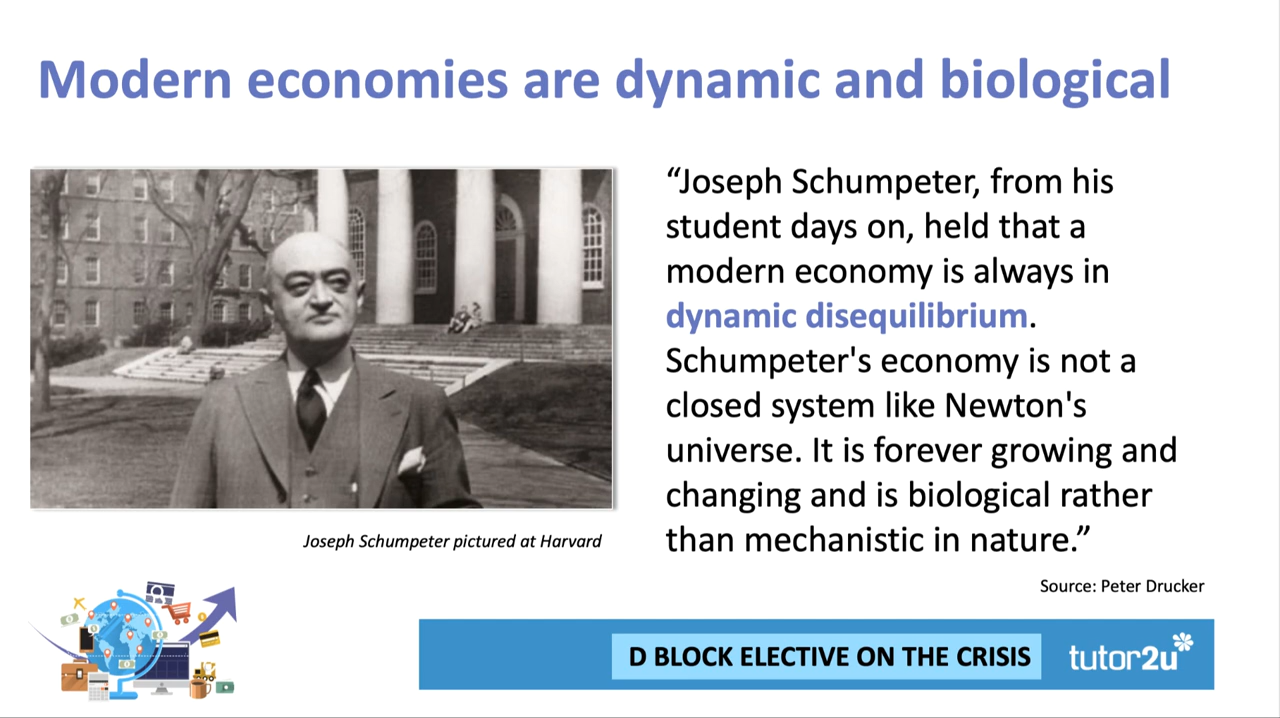 Modern economies are dynamic and biological
“Joseph Schumpeter, from his
student days on, held that a
modern economy is always in
dynamic disequilibrium.
Schumpeter's economy is not a
closed system like Newton's
universe. It is forever growing and
changing and is biological rather
than mechanistic in nature.”
Joseph Schumpeter pictured at Harvard
Source: Peter Drucker
D BLOCK ELECTIVE ON THE CRISIS
tutor2u